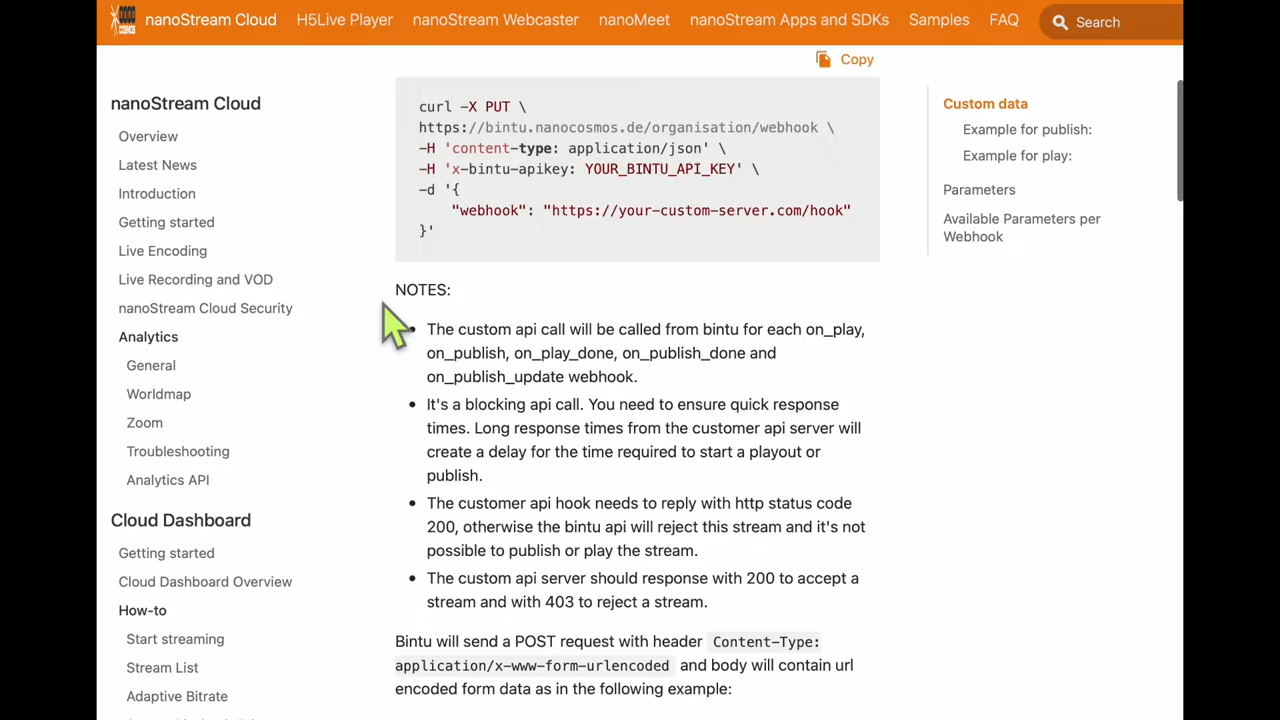 nanoStream Cloud H5Live Player nanoStream Webcaster nanoMeet nanoStream Apps and SDKs Samples FAQ Search
Copy
nanoStream Cloud
Overview
Latest News
Introduction
Getting started
Live Encoding
Live Recording and VOD
nanoStream Cloud Security
Analytics
General
Worldmap
Zoom
Troubleshooting
Analytics API
Cloud Dashboard
Getting started
Cloud Dashboard Overview
How-to
Start streaming
Stream List
Adaptive Bitrate
curl -X PUT \
https://bintu.nanocosmos.de/organisation/webhook \
-H 'content-type: application/json' \
-H 'x-bintu-apikey: YOUR_BINTU_API_KEY' \
-d '{
"webhook": "https://your-custom-server.com/hook"
}'
NOTES:
• The custom api call will be called from bintu for each on_play,
on_publish, on_play_done, on_publish_done and
on_publish_update webhook.
• It's a blocking api call. You need to ensure quick response
times. Long response times from the customer api server will
create a delay for the time required to start a playout or
publish.
• The customer api hook needs to reply with http status code
200, otherwise the bintu api will reject this stream and it's not
possible to publish or play the stream.
• The custom api server should response with 200 to accept a
stream and with 403 to reject a stream.
Bintu will send a POST request with header Content-Type:
application/x-www-form-urlencoded and body will contain url
encoded form data as in the following example:
Custom data
Example for publish:
Example for play:
Parameters
Available Parameters per
Webhook